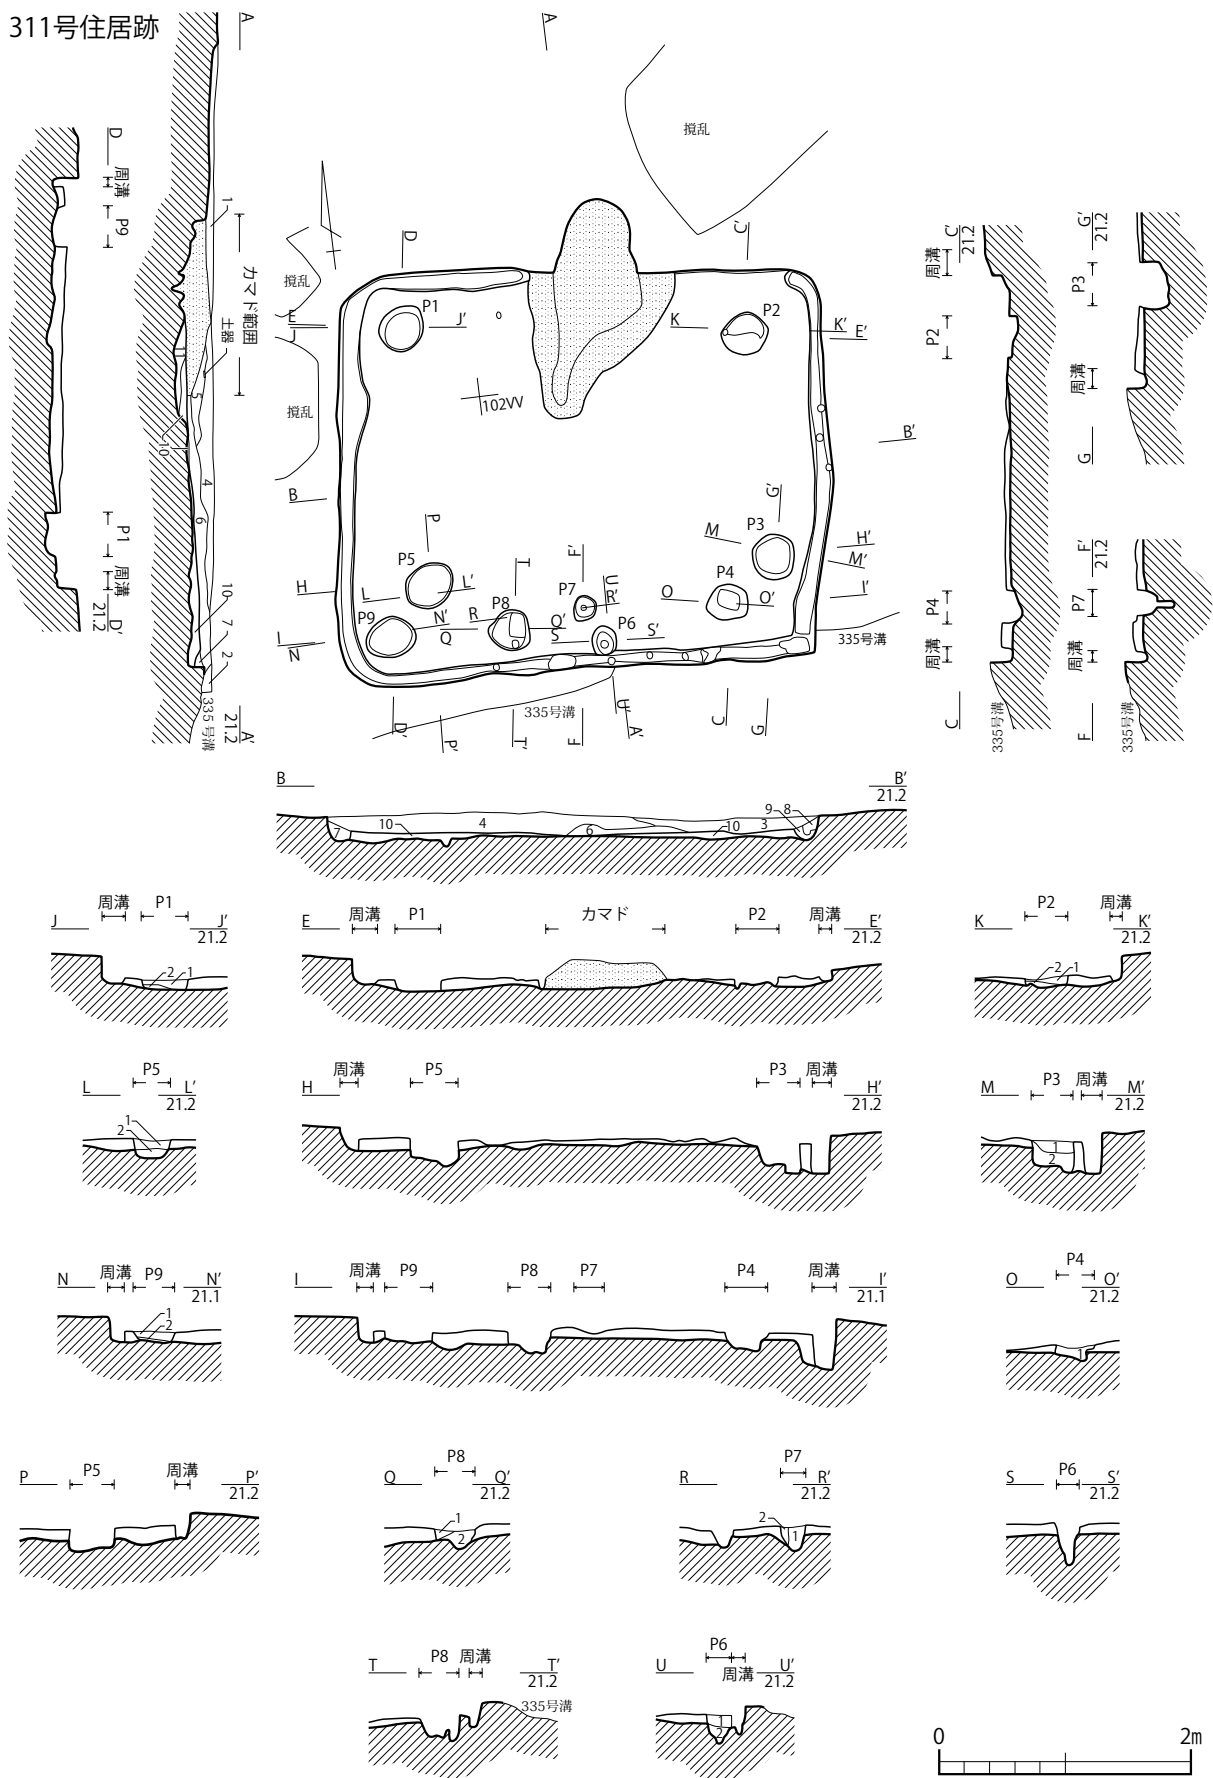 311号住居跡
A
A
撹乱
D
周溝
P9
P1
周溝
21.2
D′
1
カマド範囲
土器
1
5
10
4
6
10
7
2
335号溝
21.2
A′
D
C′
撹乱
E
J
撹乱
P1
J′
K
P2
K′
E′
102VV
B′
B
G′
P
M
P3
H′
M′
H
L
P5
L′
T
F′
U
P7
R′
O
P4
O′
I′
P9
N′
R
P8
Q
Q′
S
P6
S′
I
N
335号溝
335号溝
D′
P′
T′
F
U′
A′
C
G
C′
21.2
周溝
P2
P4
周溝
C
335号溝
G′
21.2
P3
周溝
G
F′
21.2
P7
周溝
F
335号溝
B
B′
21.2
7
10
4
6
10
3
9
8
J
周溝
P1
J′
21.2
2
1
E
周溝
P1
カマド
P2
周溝
E′
21.2
K
P2
周溝
K′
21.2
2
1
L
P5
L′
21.2
1
2
H
周溝
P5
P3
周溝
H′
21.2
M
P3
周溝
M′
21.2
1
2
N
周溝
P9
N′
21.1
1
2
I
周溝
P9
P8
P7
P4
周溝
I′
21.1
O
P4
O′
21.2
1
P
P5
周溝
P′
21.2
Q
P8
Q′
21.2
1
2
R
P7
R′
21.2
2
1
S
P6
S′
21.2
T
P8
周溝
T′
21.2
335号溝
U
P6
周溝
U′
21.2
1
2
0
2m